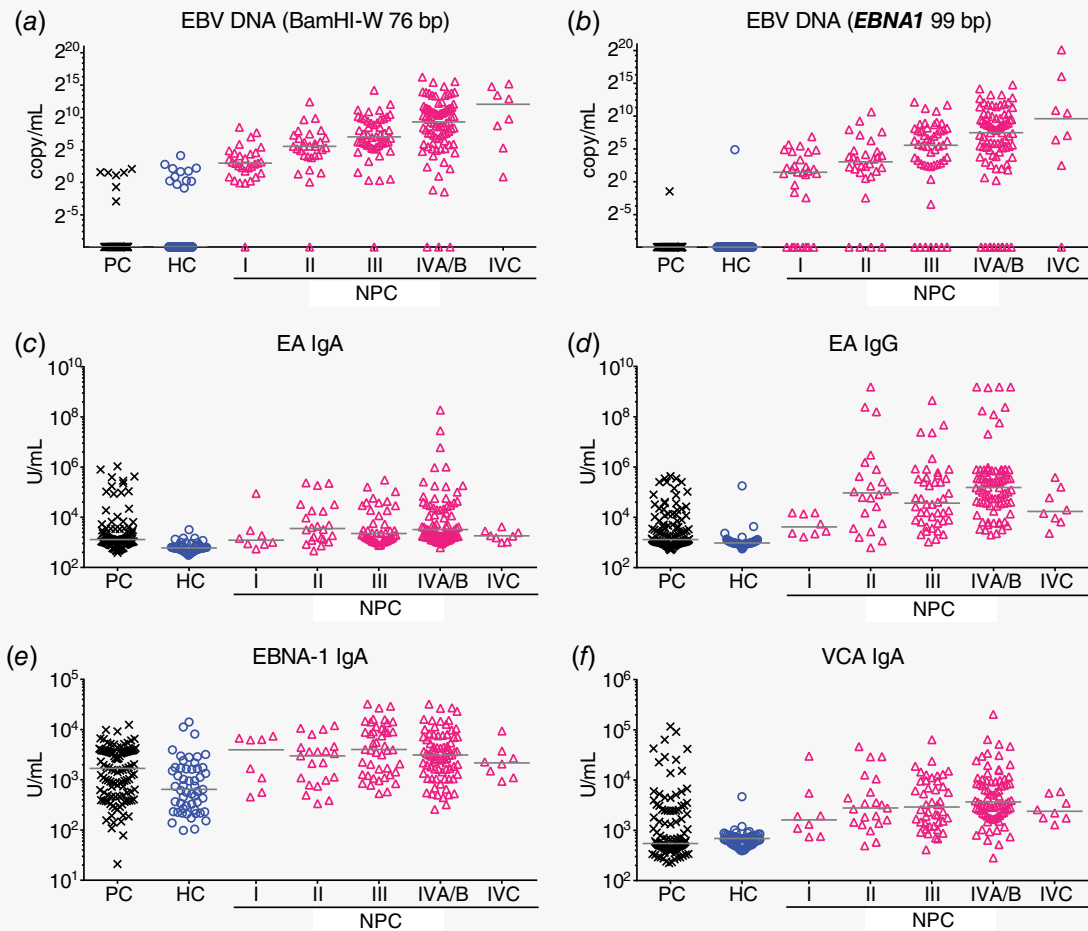 (a) EBV DNA (BamHI-W 76 bp)
copy/mL
2^20
2^15
2^10
2^5
2^0
2^-5
PC HC I II III IVA/B IVC
NPC
(b) EBV DNA (EBNA1 99 bp)
copy/mL
2^20
2^15
2^10
2^5
2^0
2^-5
PC HC I II III IVA/B IVC
NPC
(c) EA IgA
U/mL
10^10
10^8
10^6
10^4
10^2
PC HC I II III IVA/B IVC
NPC
(d) EA IgG
U/mL
10^10
10^8
10^6
10^4
10^2
PC HC I II III IVA/B IVC
NPC
(e) EBNA-1 IgA
U/mL
10^5
10^4
10^3
10^2
10^1
PC HC I II III IVA/B IVC
NPC
(f) VCA IgA
U/mL
10^6
10^5
10^4
10^3
10^2
PC HC I II III IVA/B IVC
NPC